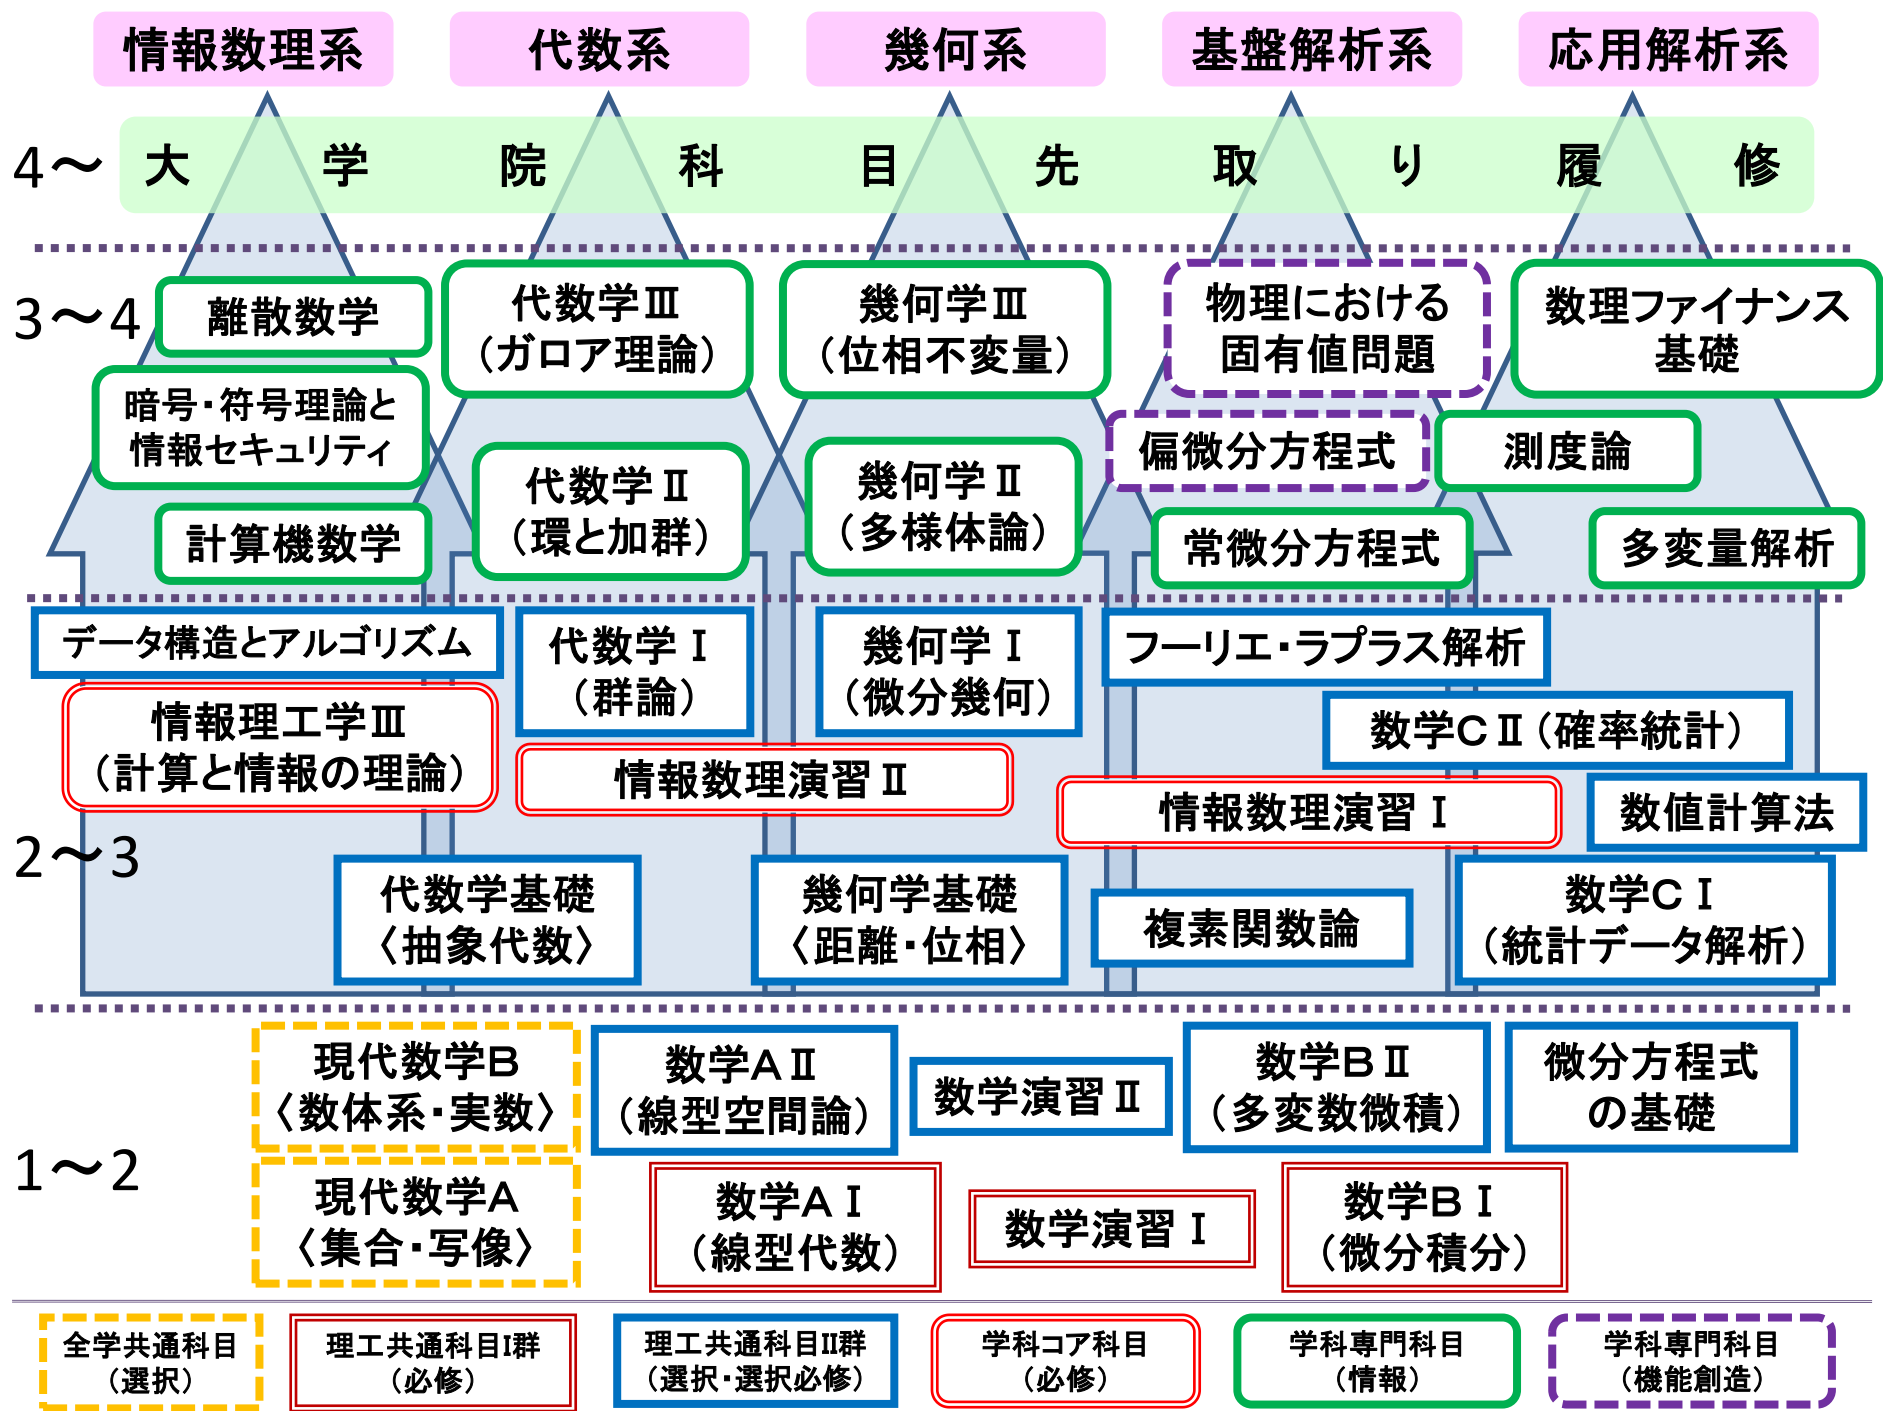 情報数理系
代数系
幾何系
基盤解析系
応用解析系
4～
大学院科目先取り履修
3～4
離散数学
代数学Ⅲ
（ガロア理論）
幾何学Ⅲ
（位相不変量）
物理における
固有値問題
数理ファイナンス
基礎
暗号・符号理論と
情報セキュリティ
偏微分方程式
測度論
代数学Ⅱ
（環と加群）
幾何学Ⅱ
（多様体論）
計算機数学
常微分方程式
多変量解析
2～3
データ構造とアルゴリズム
代数学Ⅰ
（群論）
幾何学Ⅰ
（微分幾何）
フーリエ・ラプラス解析
情報理工学Ⅲ
（計算と情報の理論）
数学CⅡ（確率統計）
情報数理演習Ⅱ
情報数理演習Ⅰ
数値計算法
代数学基礎
〈抽象代数〉
幾何学基礎
〈距離・位相〉
複素関数論
数学CⅠ
（統計データ解析）
1～2
現代数学B
〈数体系・実数〉
数学AⅡ
（線型空間論）
数学演習Ⅱ
数学BⅡ
（多変数微積）
微分方程式
の基礎
現代数学A
〈集合・写像〉
数学AⅠ
（線型代数）
数学演習Ⅰ
数学BⅠ
（微分積分）
全学共通科目
（選択）
理工共通科目I群
（必修）
理工共通科目II群
（選択・選択必修）
学科コア科目
（必修）
学科専門科目
（情報）
学科専門科目
（機能創造）